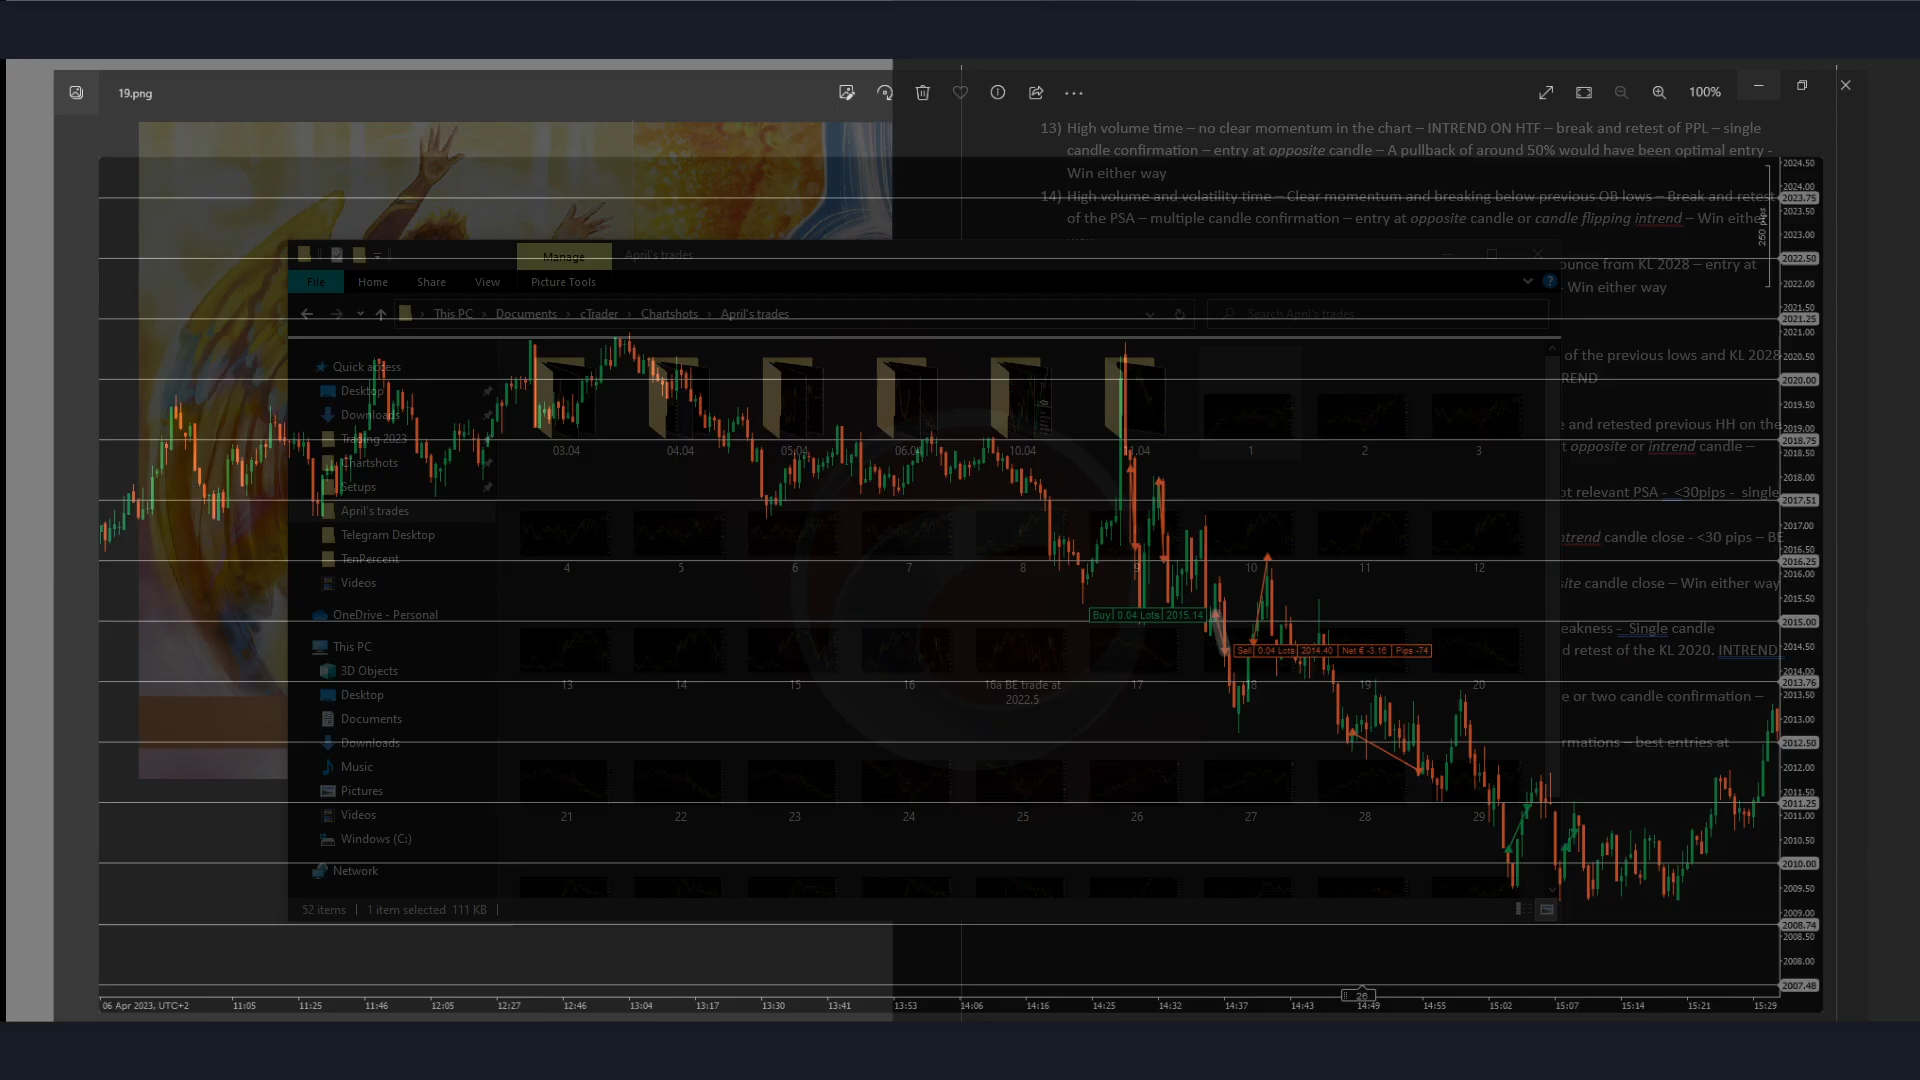 19.png
100%
13) High volume time – no clear momentum in the chart – INTREND ON HTF – break and retest of PPL – single
candle confirmation – entry at opposite candle – A pullback of around 50% would have been optimal entry -
Win either way
14) High volume and volatility time – Clear momentum and breaking below previous OB lows – Break and retest
of the PSA – multiple candle confirmation – entry at opposite candle or candle flipping intrend – Win either
ounce from KL 2028 – entry at
Win either way
of the previous lows and KL 2028
REND
e and retested previous HH on the
t opposite or intrend candle –
ot relevant PSA - <30pips - single
ntrend candle close - <30 pips – BE
site candle close – Win either way
eakness - Single candle
d retest of the KL 2020. INTREND
e or two candle confirmation –
rmations – best entries at
Manage
April's trades
File
Home
Share
View
Picture Tools
This PC
Documents
cTrader
Chartshots
April's trades
Search April's trades
Quick access
Desktop
Downloads
Trading 2023
Chartshots
Setups
April's trades
Telegram Desktop
TenPercent
Videos
OneDrive - Personal
This PC
3D Objects
Desktop
Documents
Downloads
Music
Pictures
Videos
Windows (C:)
Network
03.04 04.04 05.04 06.04 10.04 1.04 1 2 3
4 5 6 7 8 9 10 11 12
13 14 15 16 16a BE trade at 17 18 19 20
2022.5
21 22 23 24 25 26 27 28 29
52 items
1 item selected 111 KB
Buy 0.04 Lots 2015.14
Sell 0.04 Lots 2014.40 Net € -3.16 Pips -74
250 pips
2024.50
2024.00
2023.75
2023.50
2023.00
2022.50
2022.00
2021.50
2021.25
2021.00
2020.50
2020.00
2019.50
2019.00
2018.75
2018.50
2018.00
2017.51
2017.00
2016.50
2016.25
2016.00
2015.50
2015.00
2014.50
2014.00
2013.76
2013.50
2013.00
2012.50
2012.00
2011.50
2011.25
2011.00
2010.50
2010.00
2009.50
2009.00
2008.74
2008.50
2008.00
2007.48
26
06 Apr 2023, UTC+2 11:05 11:25 11:46 12:05 12:27 12:46 13:04 13:17 13:30 13:41 13:53 14:06 14:16 14:25 14:32 14:37 14:43 14:49 14:55 15:02 15:07 15:14 15:21 15:29